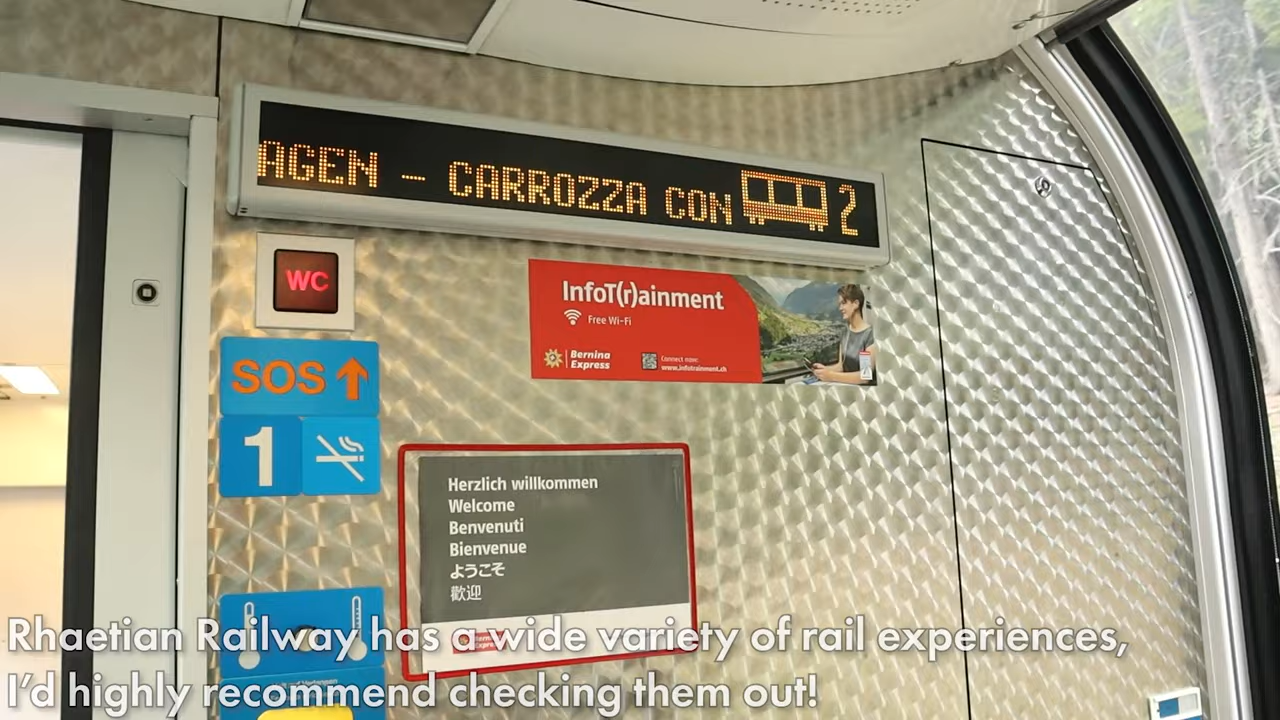 AGEN - CARROZZA CON 2
WC
InfoT(r)ainment
Free Wi-Fi
Bernina
Express
Connect now:
www.infotrainment.ch
SOS
1
Herzlich willkommen
Welcome
Benvenuti
Bienvenue
ようこそ
歡迎
Rhaetian Railway has a wide variety of rail experiences,
I'd highly recommend checking them out!